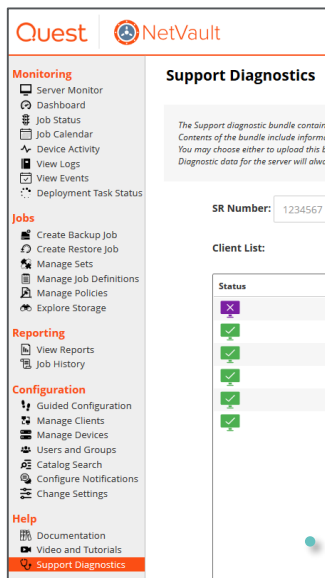 Quest NetVault
Monitoring
Server Monitor
Dashboard
Job Status
Job Calendar
Device Activity
View Logs
View Events
Deployment Task Status
Jobs
Create Backup Job
Create Restore Job
Manage Sets
Manage Job Definitions
Manage Policies
Explore Storage
Reporting
View Reports
Job History
Configuration
Guided Configuration
Manage Clients
Manage Devices
Users and Groups
Catalog Search
Configure Notifications
Change Settings
Help
Documentation
Video and Tutorials
Support Diagnostics
Support Diagnostics
The Support diagnostic bundle contain
Contents of the bundle include informa
You may choose either to upload this b
Diagnostic data for the server will alwa
SR Number: 1234567
Client List:
Status